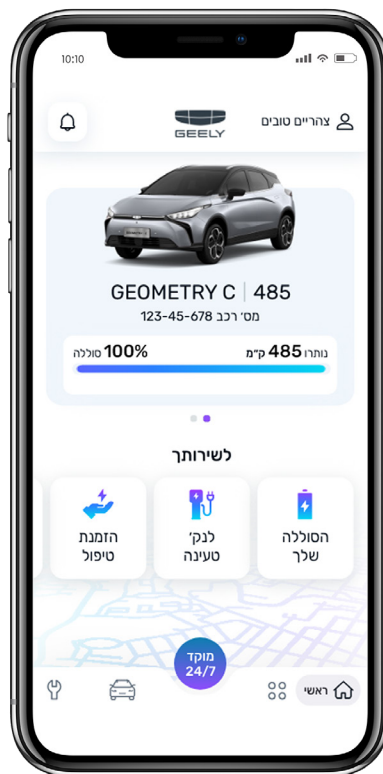 10:10
צהריים טובים
GEELY
GEOMETRY C | 485
מס׳ רכב 123-45-678
נותרו 485 ק״מ
100% סוללה
לשירותך
הסוללה שלך
לנק׳ טעינה
הזמנת טיפול
מוקד 24/7
ראשי